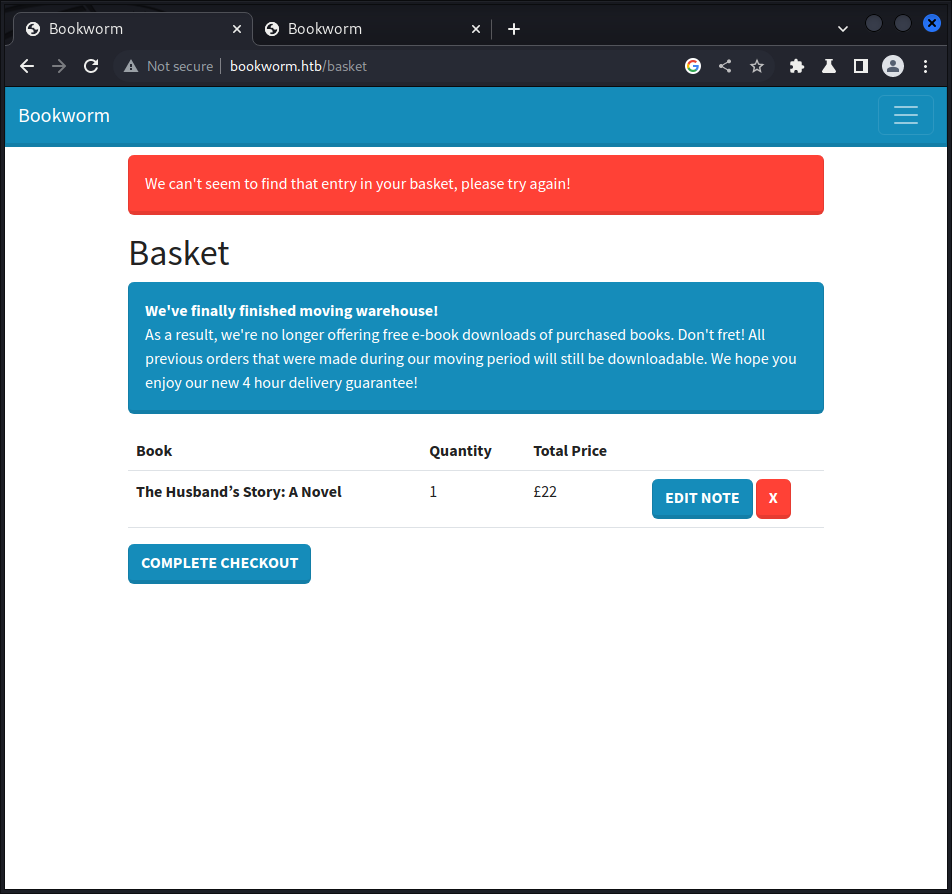 Bookworm
Bookworm
Not secure
bookworm.htb/basket
Bookworm
We can't seem to find that entry in your basket, please try again!
Basket
We've finally finished moving warehouse!
As a result, we're no longer offering free e-book downloads of purchased books. Don't fret! All
previous orders that were made during our moving period will still be downloadable. We hope you
enjoy our new 4 hour delivery guarantee!
Book Quantity Total Price
The Husband’s Story: A Novel 1 £22 EDIT NOTE X
COMPLETE CHECKOUT